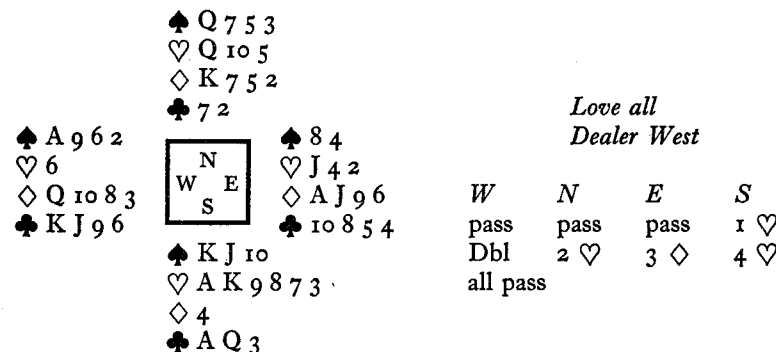 ♠ Q 7 5 3
♡ Q 10 5
◇ K 7 5 2
♣ 7 2
Love all
Dealer West
♠ A 9 6 2
♡ 6
◇ Q 10 8 3
♣ K J 9 6
N
W E
S
♠ 8 4
♡ J 4 2
◇ A J 9 6
♣ 10 8 5 4
♠ K J 10
♡ A K 9 8 7 3
◇ 4
♣ A Q 3
W N E S
pass pass pass 1 ♡
Dbl 2 ♡ 3 ◇ 4 ♡
all pass